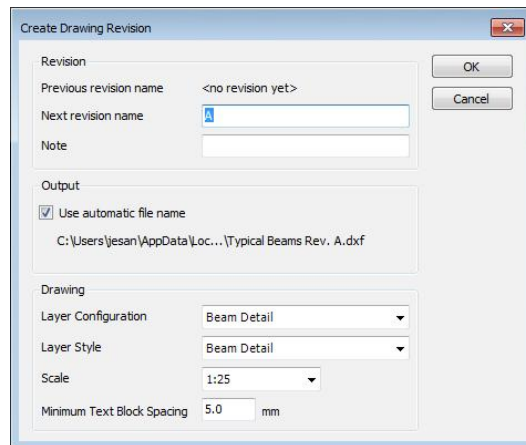 Create Drawing Revision
Revision
Previous revision name <no revision yet>
Next revision name A
Note
OK
Cancel
Output
Use automatic file name
C:\Users\jesan\AppData\Loc...\Typical Beams Rev. A.dxf
Drawing
Layer Configuration Beam Detail
Layer Style Beam Detail
Scale 1:25
Minimum Text Block Spacing 5.0 mm